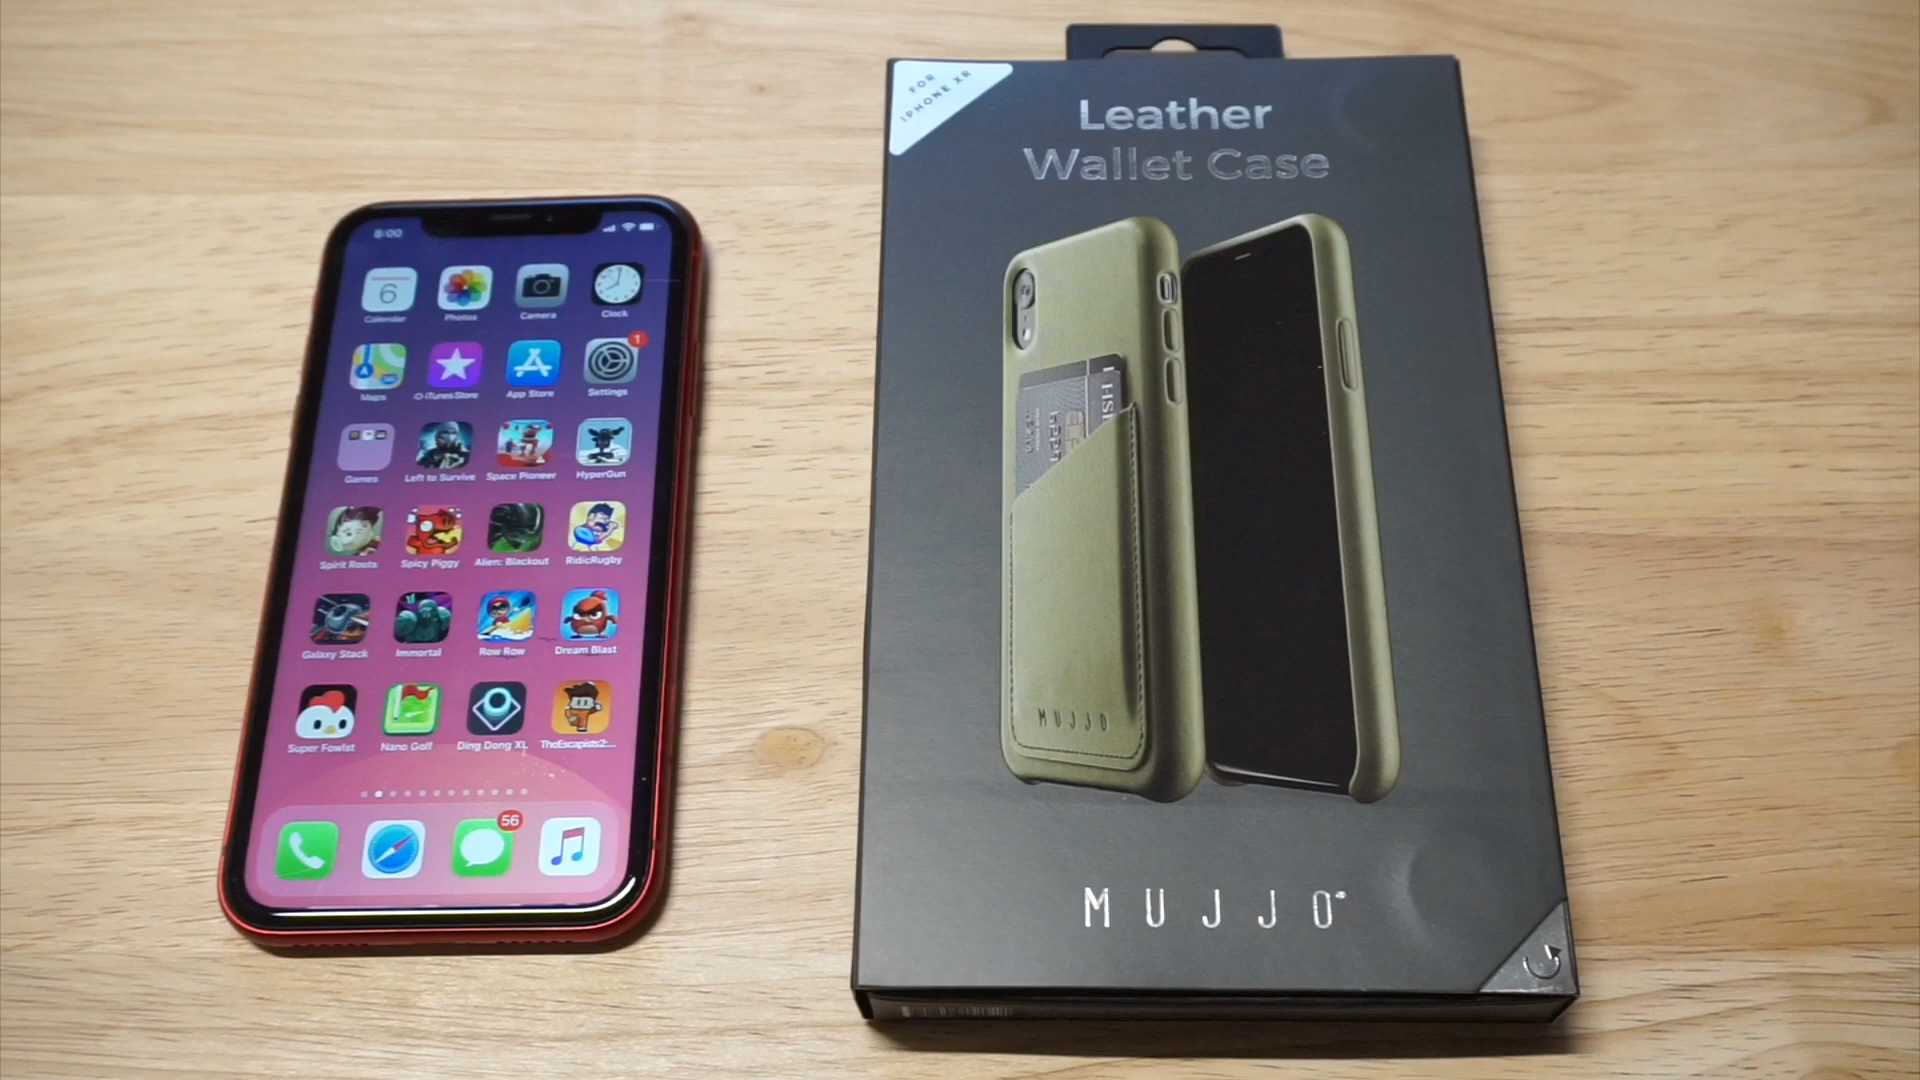 8:00
6
Calendar
Photos
Camera
Clock
Maps
iTunes Store
App Store
Settings
1
Games
Left to Survive
Space Pioneer
HyperGun
Spirit Roots
Spicy Piggy
Alien: Blackout
RidicRugby
Galaxy Stack
Immortal
Row Row
Dream Blast
Super Fowlst
Nano Golf
Ding Dong XL
TheEscapists2:...
56
FOR
IPHONE XR
Leather
Wallet Case
MUJJO
MUJJO